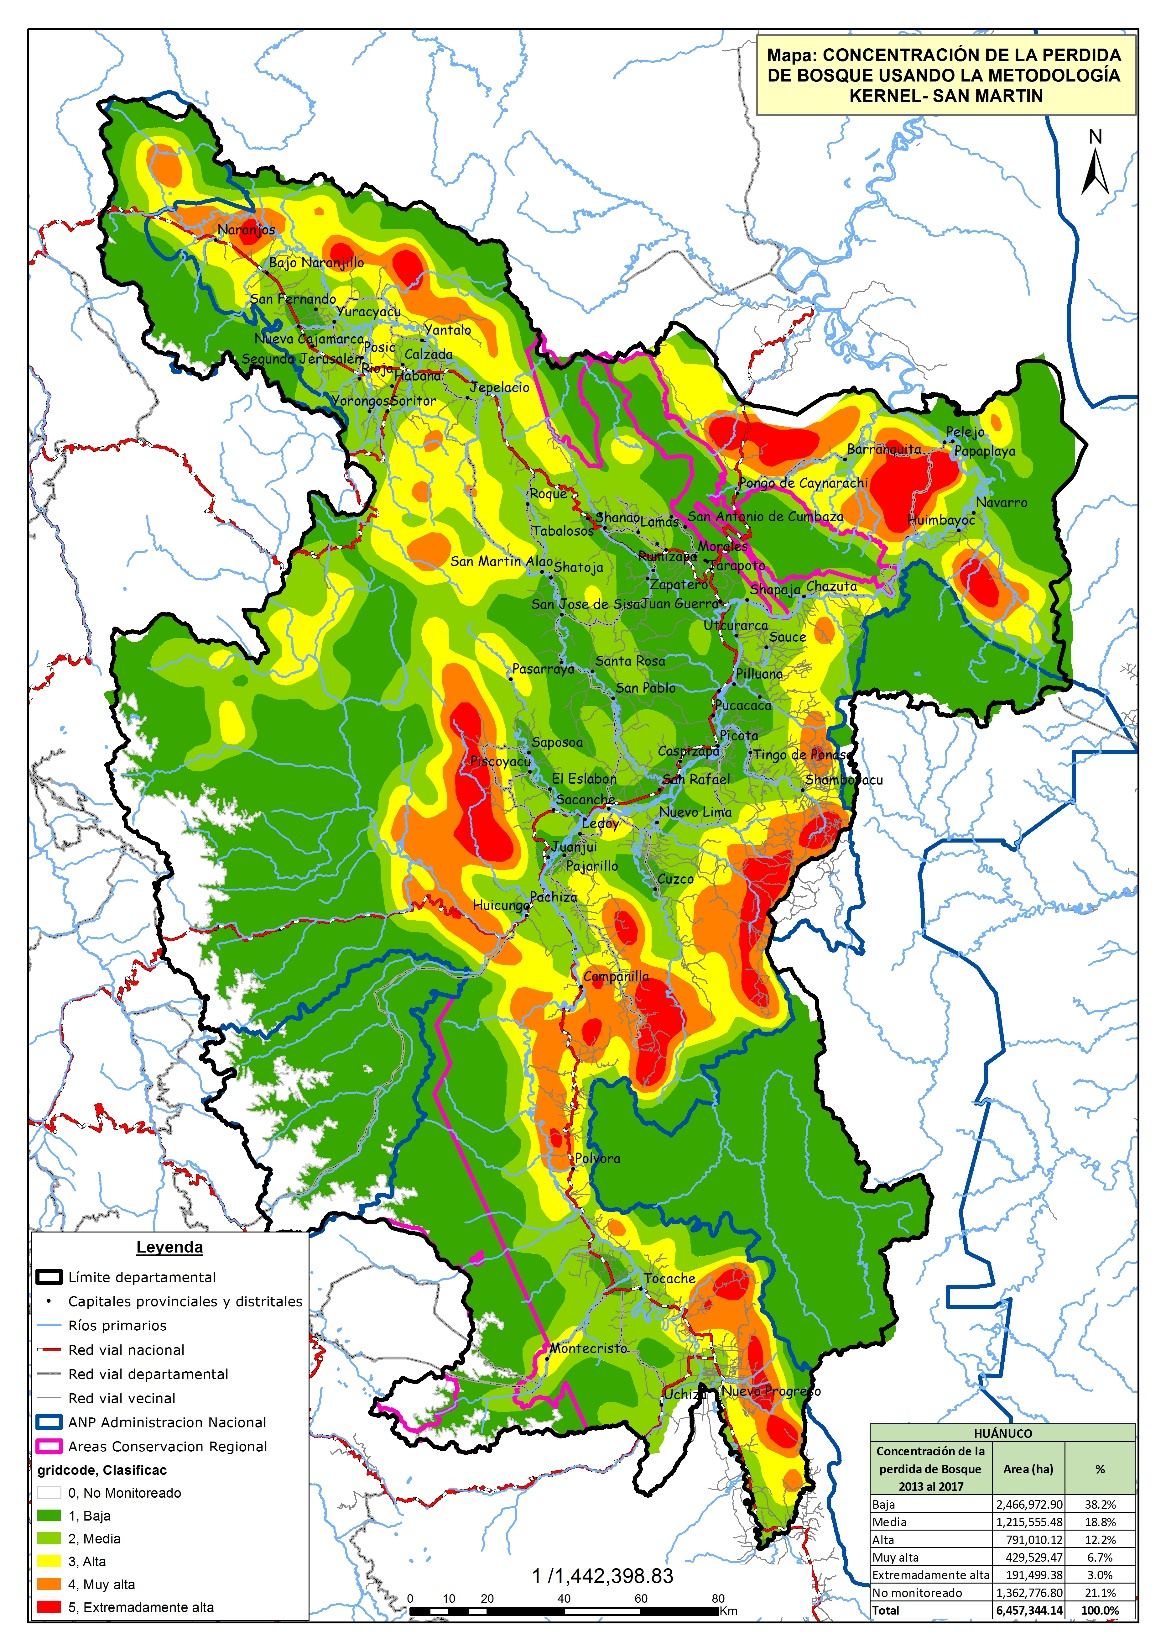 Mapa: CONCENTRACIÓN DE LA PERDIDA
DE BOSQUE USANDO LA METODOLOGÍA
KERNEL- SAN MARTIN
N
Naranjos
Bajo Naranjillo
San Fernando
Yuracyacu
Nueva Cajamarca
Yantalo
Posic
Segunda Jerusalen
Calzada
Rioja
Habana
Jepelacio
Yorongos
Soritor
Pelejo
Barranquita
Papaplaya
Pongo de Caynarachi
Roque
Navarro
Shanao
Lamas
San Antonio de Cumbaza
Huimbayoc
Tabalosos
Morales
Rumizapa
San Martin Alao
Shatoja
Tarapoto
Zapatero
Shapaja
Chazuta
San Jose de Sisa
Juan Guerra
Utcurarca
Sauce
Pasarraya
Santa Rosa
Pilluana
San Pablo
Pucacaca
Picota
Saposoa
Caspizapa
Tingo de Ponasa
Piscoyacu
El Eslabon
San Rafael
Shamboyacu
Sacanche
Nuevo Lima
Ledoy
Juanjui
Pajarillo
Cuzco
Pachiza
Huicungo
Campanilla
Polvora
Tocache
Montecristo
Uchiza
Nuevo Progreso
Leyenda
Límite departamental
Capitales provinciales y distritales
Ríos primarios
Red vial nacional
Red vial departamental
Red vial vecinal
ANP Administracion Nacional
Areas Conservacion Regional
gridcode, Clasificac
0, No Monitoreado
1, Baja
2, Media
3, Alta
4, Muy alta
5, Extremadamente alta
1 /1,442,398.83
0 10 20 40 60 80
Km
HUÁNUCO
Concentración de la perdida de Bosque 2013 al 2017 Area (ha) %
Baja 2,466,972.90 38.2%
Media 1,215,555.48 18.8%
Alta 791,010.12 12.2%
Muy alta 429,529.47 6.7%
Extremadamente alta 191,499.38 3.0%
No monitoreado 1,362,776.80 21.1%
Total 6,457,344.14 100.0%